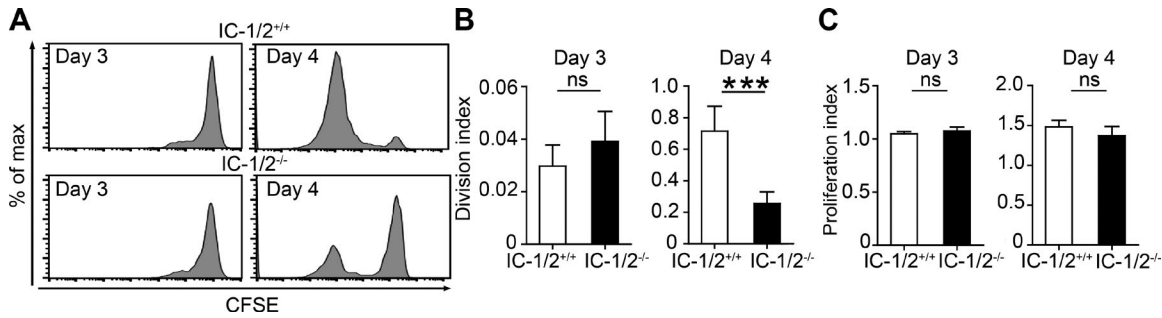 A
IC-1/2+/+
Day 3
Day 4
IC-1/2-/-
Day 3
Day 4
% of max
CFSE
B
Day 3
ns
Division index
0.06
0.04
0.02
0
IC-1/2+/+ IC-1/2-/-
Day 4
***
1.0
0.8
0.6
0.4
0.2
0
IC-1/2+/+ IC-1/2-/-
C
Day 3
ns
Proliferation index
1.5
1.0
0.5
0
IC-1/2+/+ IC-1/2-/-
Day 4
ns
2.0
1.5
1.0
0.5
0
IC-1/2+/+ IC-1/2-/-